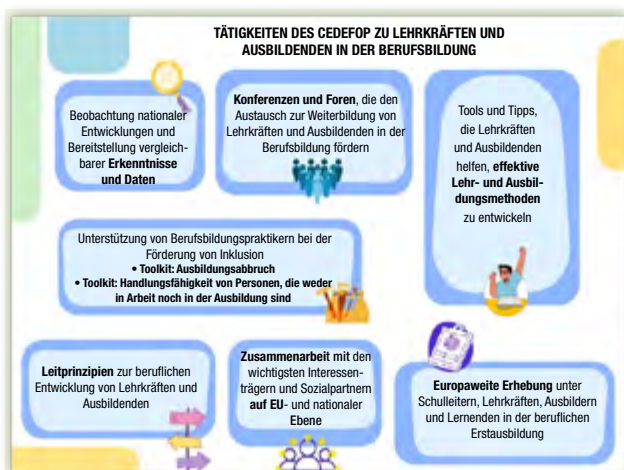 TÄTIGKEITEN DES CEDEFOP ZU LEHRKRÄFTEN UND
AUSBILDENDEN IN DER BERUFSBILDUNG
Beobachtung nationaler
Entwicklungen und
Bereitstellung vergleich-
barer Erkenntnisse
und Daten
Konferenzen und Foren, die den
Austausch zur Weiterbildung von
Lehrkräften und Ausbildenden in der
Berufsbildung fördern
Tools und Tipps,
die Lehrkräften
und Ausbildenden
helfen, effektive
Lehr- und Ausbil-
dungsmethoden
zu entwickeln
Unterstützung von Berufsbildungspraktikern bei der
Förderung von Inklusion
• Toolkit: Ausbildungsabbruch
• Toolkit: Handlungsfähigkeit von Personen, die weder
in Arbeit noch in der Ausbildung sind
Leitprinzipien zur beruflichen
Entwicklung von Lehrkräften und
Ausbildenden
Zusammenarbeit mit den
wichtigsten Interessen-
trägern und Sozialpartnern
auf EU- und nationaler
Ebene
Europaweite Erhebung unter
Schulleitern, Lehrkräften, Ausbildern
und Lernenden in der beruflichen
Erstausbildung